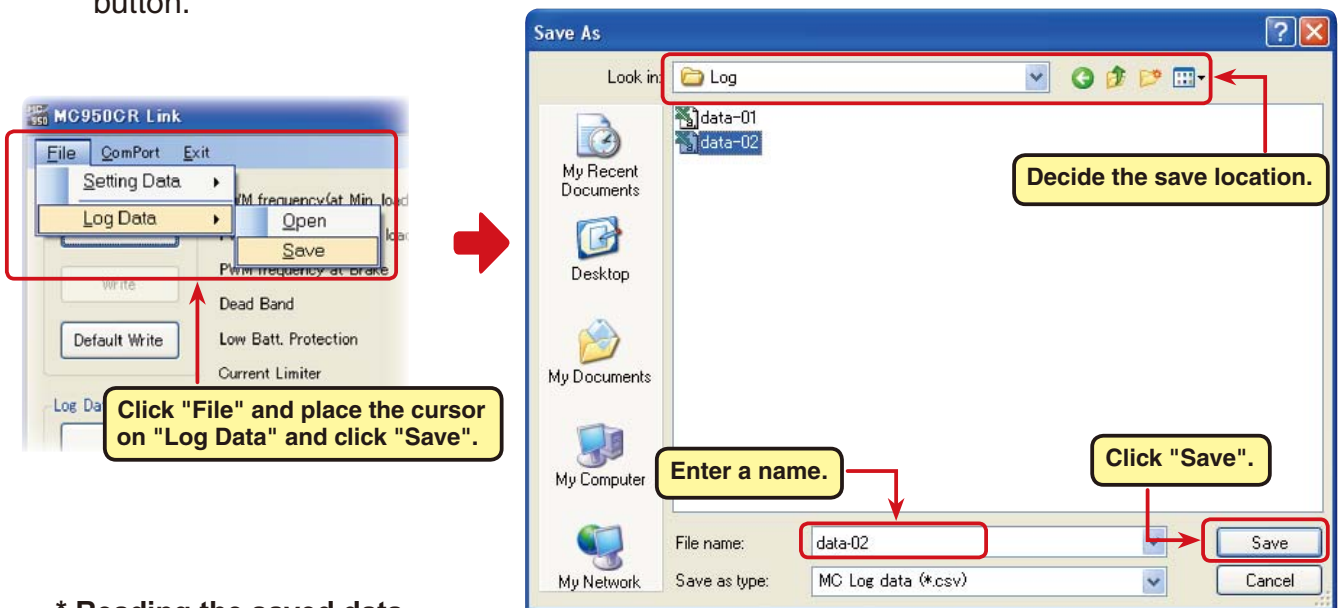 button.
MC950CR Link
File ComPort Exit
Setting Data
Log Data
Open
Save
PWM frequency at Brake
Write
Dead Band
Default Write
Low Batt. Protection
Current Limiter
Click "File" and place the cursor
on "Log Data" and click "Save".
Save As
Look in:
Log
data-01
data-02
My Recent
Documents
Desktop
My Documents
My Computer
My Network
Decide the save location.
Enter a name.
Click "Save".
File name:
data-02
Save
Save as type:
MC Log data (*.csv)
Cancel
* Reading the saved data